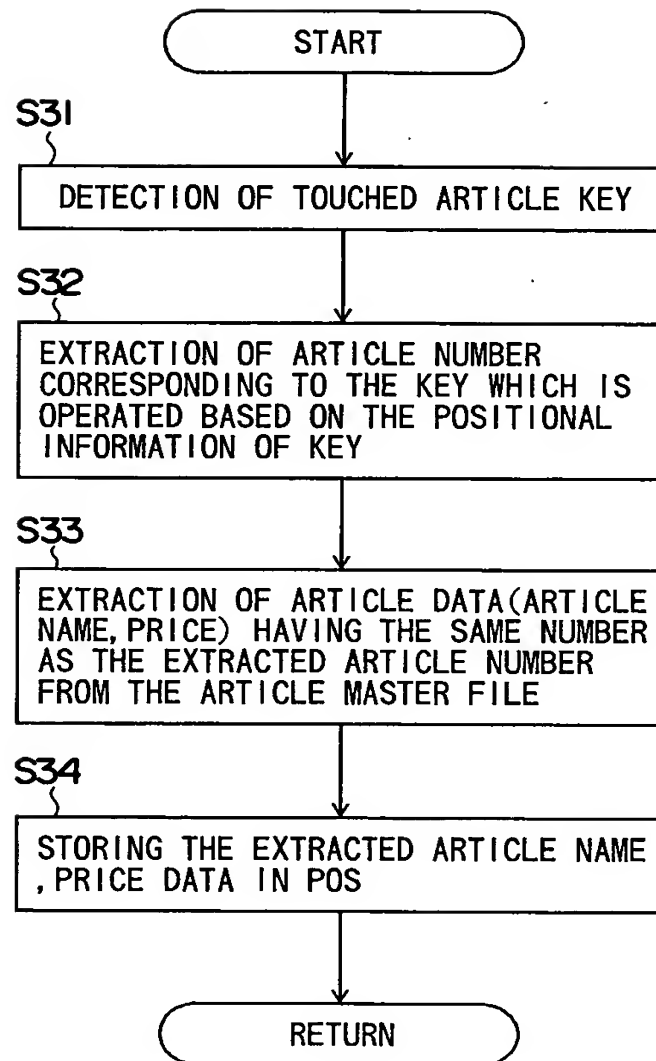 START
S31
DETECTION OF TOUCHED ARTICLE KEY
S32
EXTRACTION OF ARTICLE NUMBER
CORRESPONDING TO THE KEY WHICH IS
OPERATED BASED ON THE POSITIONAL
INFORMATION OF KEY
S33
EXTRACTION OF ARTICLE DATA(ARTICLE
NAME,PRICE) HAVING THE SAME NUMBER
AS THE EXTRACTED ARTICLE NUMBER
FROM THE ARTICLE MASTER FILE
S34
STORING THE EXTRACTED ARTICLE NAME
,PRICE DATA IN POS
RETURN